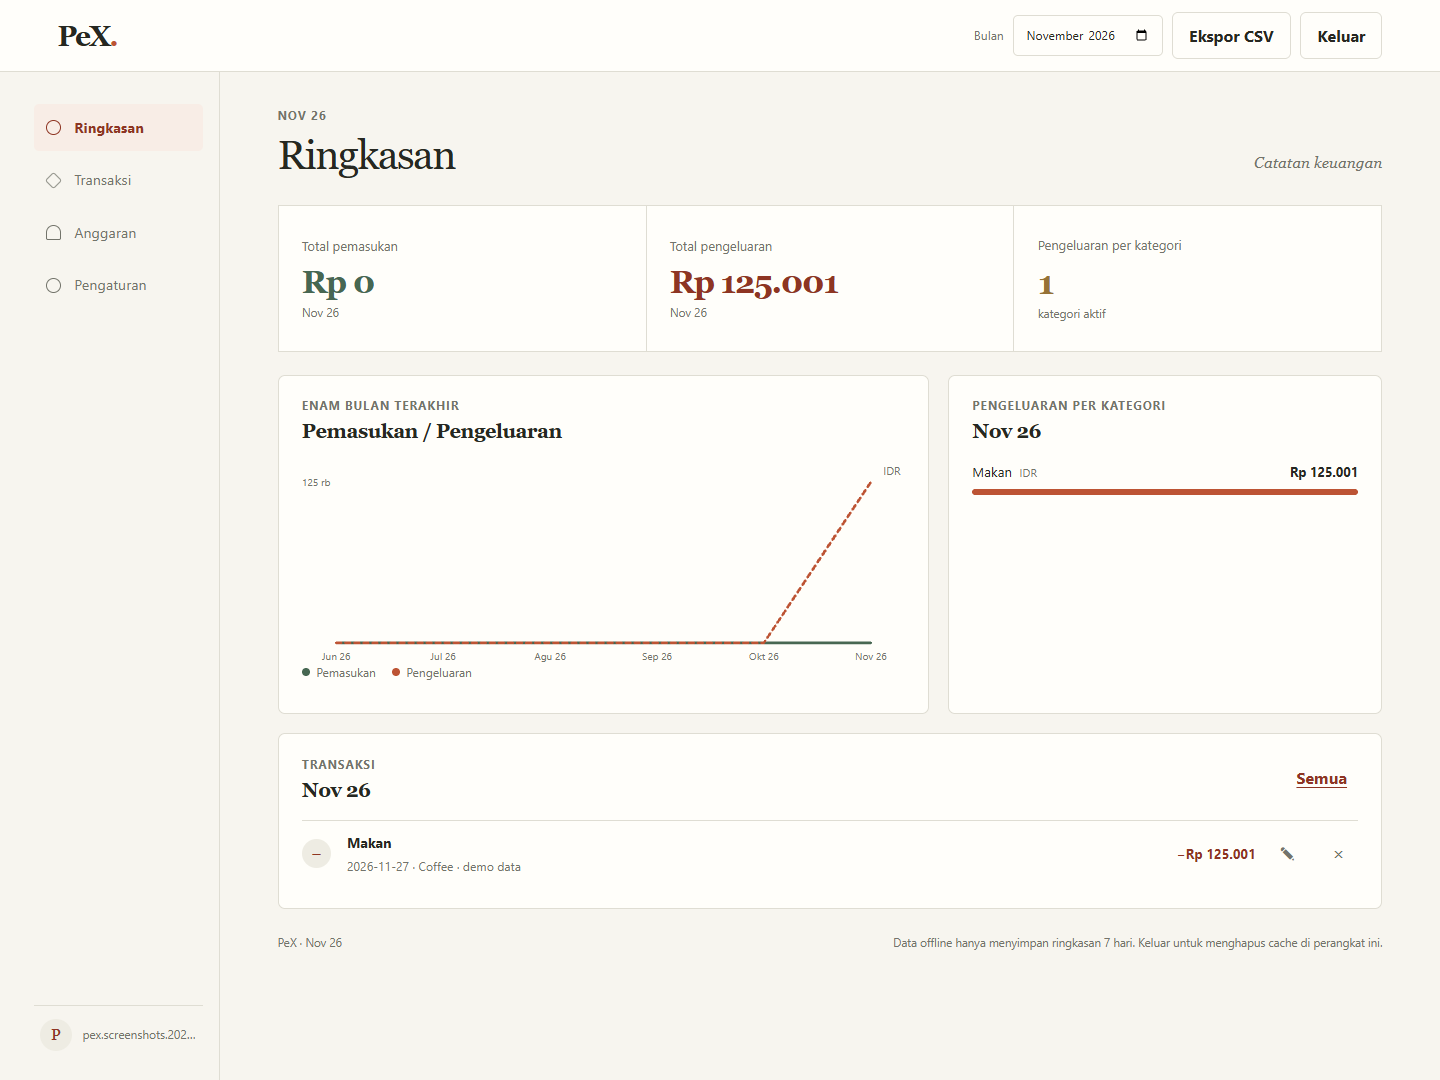 PeX.
Bulan
November 2026
Ekspor CSV
Keluar
Ringkasan
Transaksi
Anggaran
Pengaturan
NOV 26
Ringkasan
Catatan keuangan
Total pemasukan
Rp 0
Nov 26
Total pengeluaran
Rp 125.001
Nov 26
Pengeluaran per kategori
1
kategori aktif
ENAM BULAN TERAKHIR
Pemasukan / Pengeluaran
IDR
125 rb
Jun 26
Jul 26
Agu 26
Sep 26
Okt 26
Nov 26
Pemasukan
Pengeluaran
PENGELUARAN PER KATEGORI
Nov 26
Makan IDR
Rp 125.001
TRANSAKSI
Nov 26
Semua
Makan
2026-11-27 · Coffee · demo data
−Rp 125.001
PeX · Nov 26
Data offline hanya menyimpan ringkasan 7 hari. Keluar untuk menghapus cache di perangkat ini.
P
pex.screenshots.202...